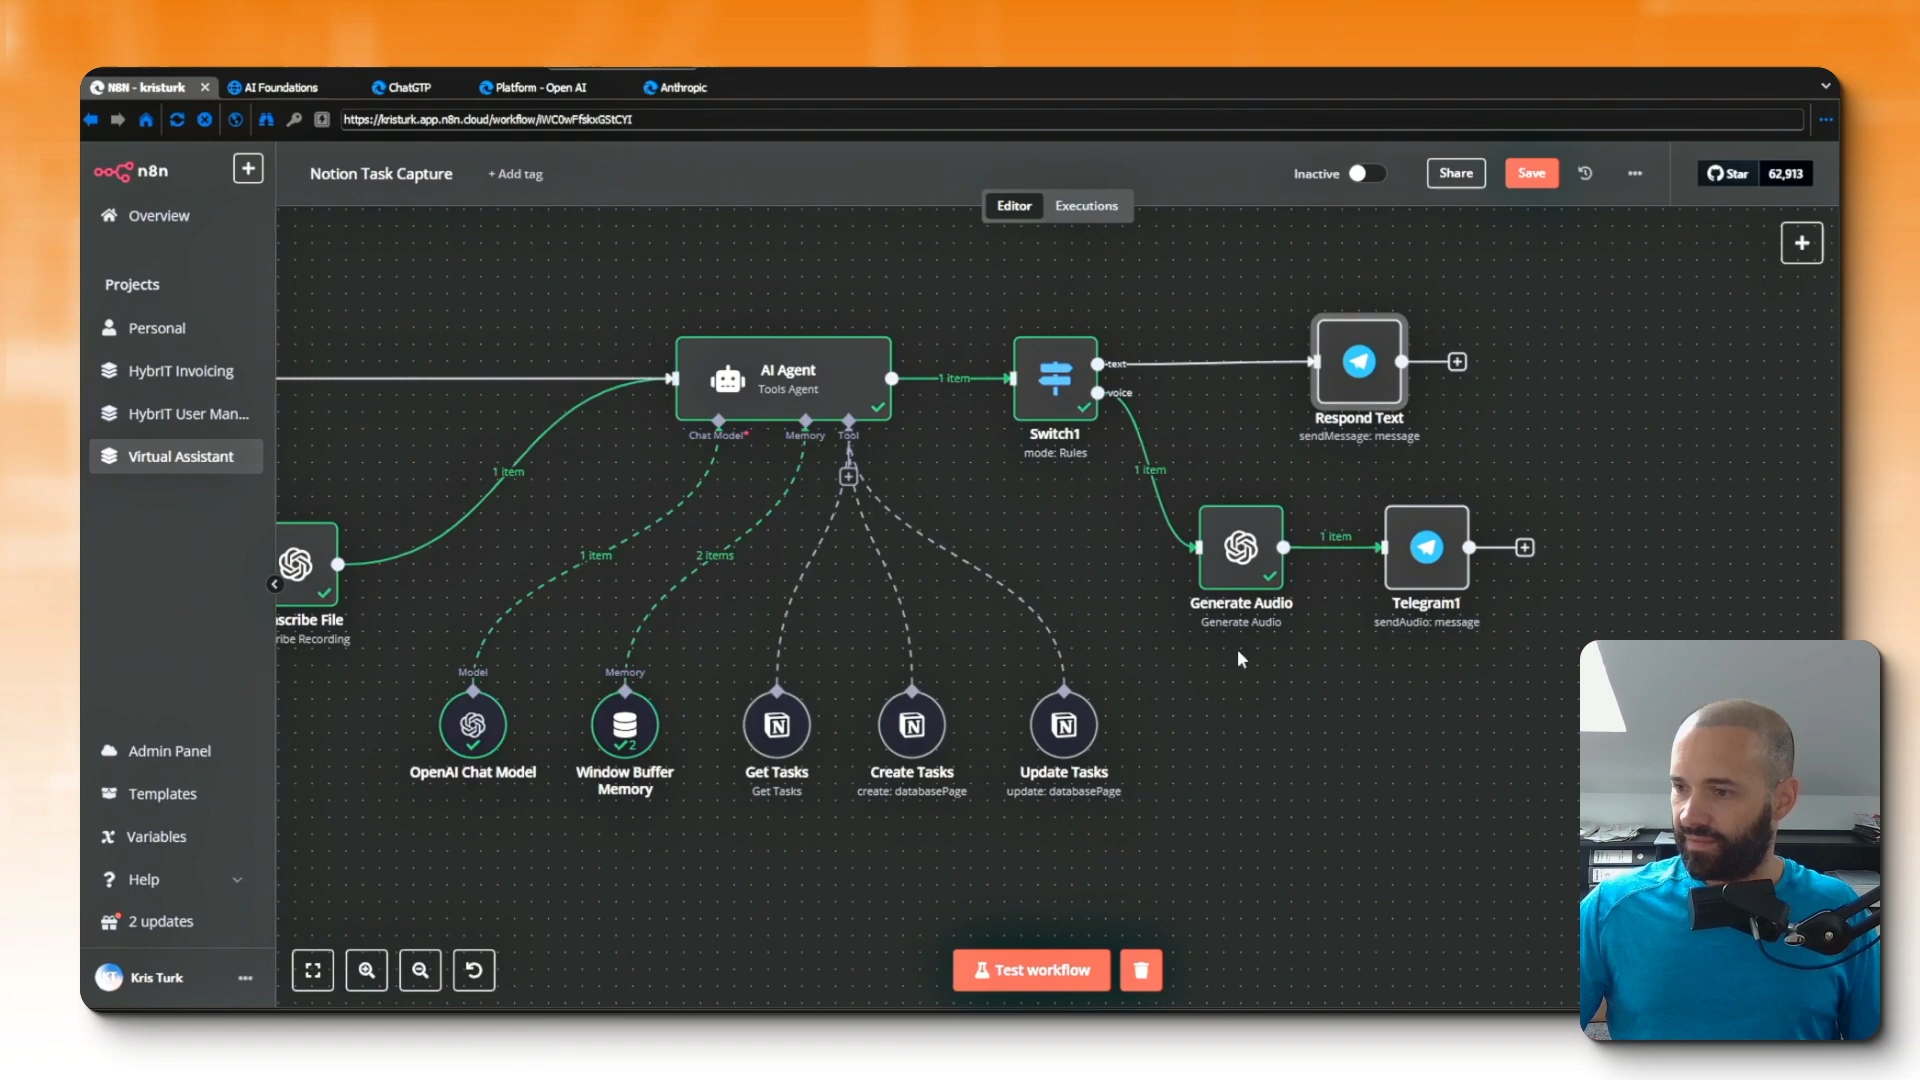 N8N - kristurk
AI Foundations
ChatGTP
Platform - Open AI
Anthropic
https://kristurk.app.n8n.cloud/workflow/iWC0wFfskxGStCYI
n8n
Notion Task Capture
+ Add tag
Inactive
Share
Save
Star
62,913
Editor
Executions
Overview
Projects
Personal
HybrIT Invoicing
HybrIT User Man...
Virtual Assistant
Admin Panel
Templates
Variables
Help
2 updates
Kris Turk
AI Agent
Tools Agent
Chat Model*
Memory
Tool
1 item
1 item
1 item
2 items
text
voice
Switch1
mode: Rules
Respond Text
sendMessage: message
1 item
Generate Audio
Generate Audio
1 item
Telegram1
sendAudio: message
scribe File
ribe Recording
Model
OpenAI Chat Model
Memory
2
Window Buffer
Memory
Get Tasks
Get Tasks
Create Tasks
create: databasePage
Update Tasks
update: databasePage
Test workflow